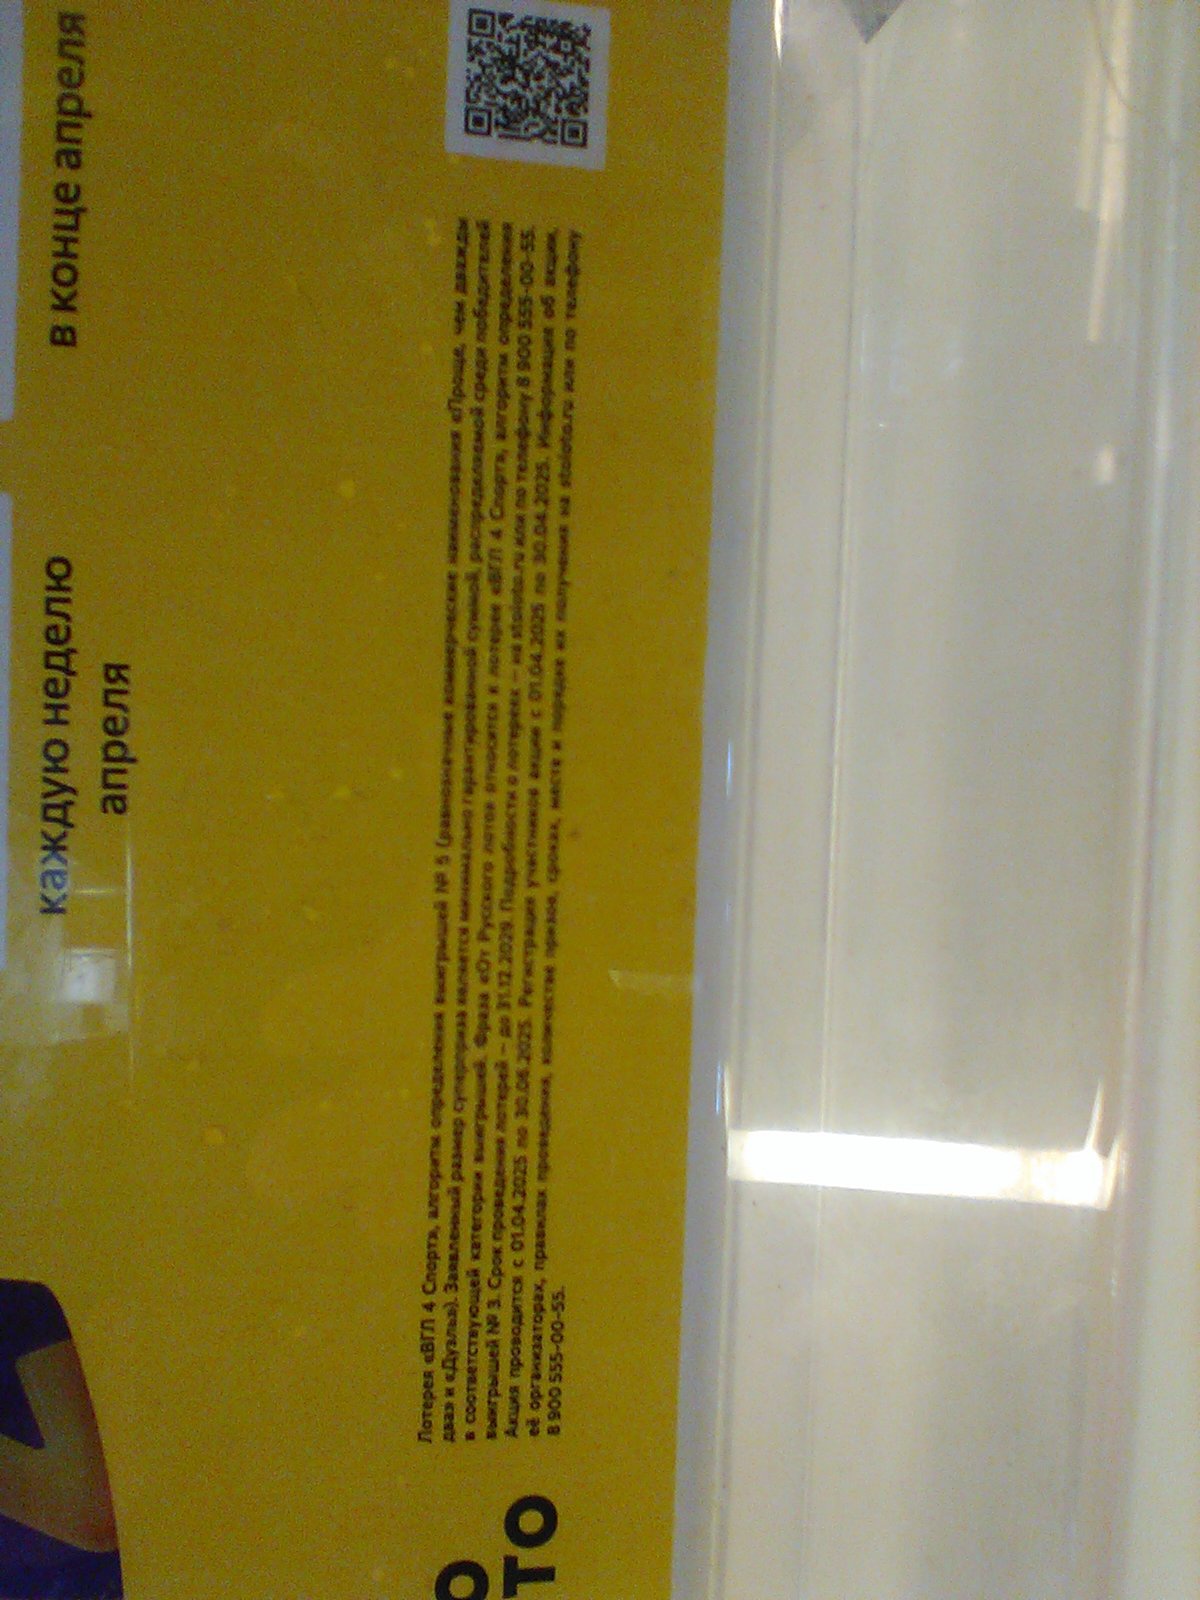 каждую неделю
апреля
в конце апреля
Лотерея «ВГЛ 4 Спорта, алгоритм определения выигрышей № 5 (равнозначные коммерческие наименования «Проще, чем дважды
два» и «Дуэль»). Заявленный размер суперприза является минимально гарантированной суммой, распределяемой среди победителей
в соответствующей категории выигрышей. Фраза «От Русского лото» относится к лотерее «ВГЛ 4 Спорта, алгоритм определения
выигрышей № 3. Срок проведения лотерей – до 31.12.2029. Подробности о лотереях – на stoloto.ru или по телефону 8 900 555-00-55.
Акция проводится с 01.04.2025 по 30.06.2025. Регистрация участников акции с 01.04.2025 по 30.04.2025. Информация об акции,
её организаторах, правилах проведения, количестве призов, сроках, месте и порядке их получения на stoloto.ru или по телефону
8 900 555-00-55.
О
ТО